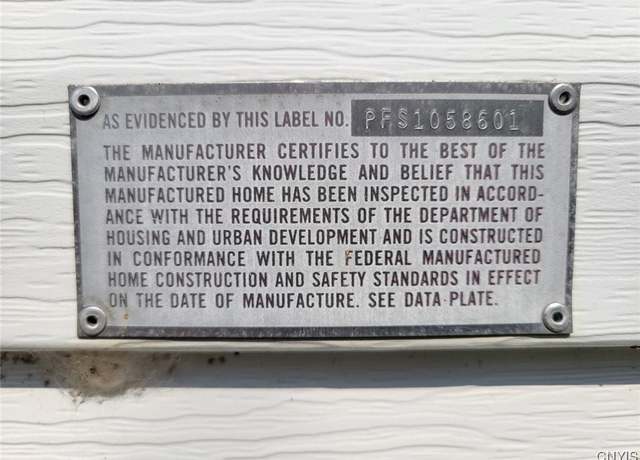 AS EVIDENCED BY THIS LABEL NO. PFS1058601
THE MANUFACTURER CERTIFIES TO THE BEST OF THE
MANUFACTURER'S KNOWLEDGE AND BELIEF THAT THIS
MANUFACTURED HOME HAS BEEN INSPECTED IN ACCORD-
ANCE WITH THE REQUIREMENTS OF THE DEPARTMENT OF
HOUSING AND URBAN DEVELOPMENT AND IS CONSTRUCTED
IN CONFORMANCE WITH THE FEDERAL MANUFACTURED
HOME CONSTRUCTION AND SAFETY STANDARDS IN EFFECT
ON THE DATE OF MANUFACTURE. SEE DATA PLATE.
CNYIS